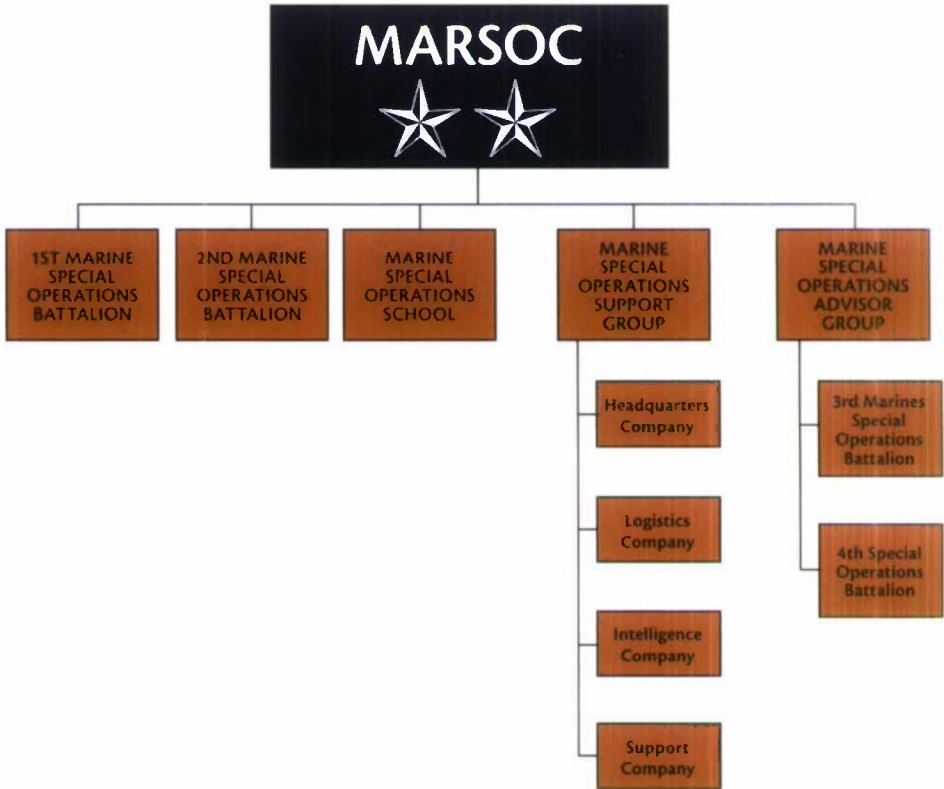 MARSOC
1ST MARINE
SPECIAL
OPERATIONS
BATTALION
2ND MARINE
SPECIAL
OPERATIONS
BATTALION
MARINE
SPECIAL
OPERATIONS
SCHOOL
MARINE
SPECIAL
OPERATIONS
SUPPORT
GROUP
MARINE
SPECIAL
OPERATIONS
ADVISOR
GROUP
Headquarters
Company
Logistics
Company
Intelligence
Company
Support
Company
3rd Marines
Special
Operations
Battalion
4th Special
Operations
Battalion